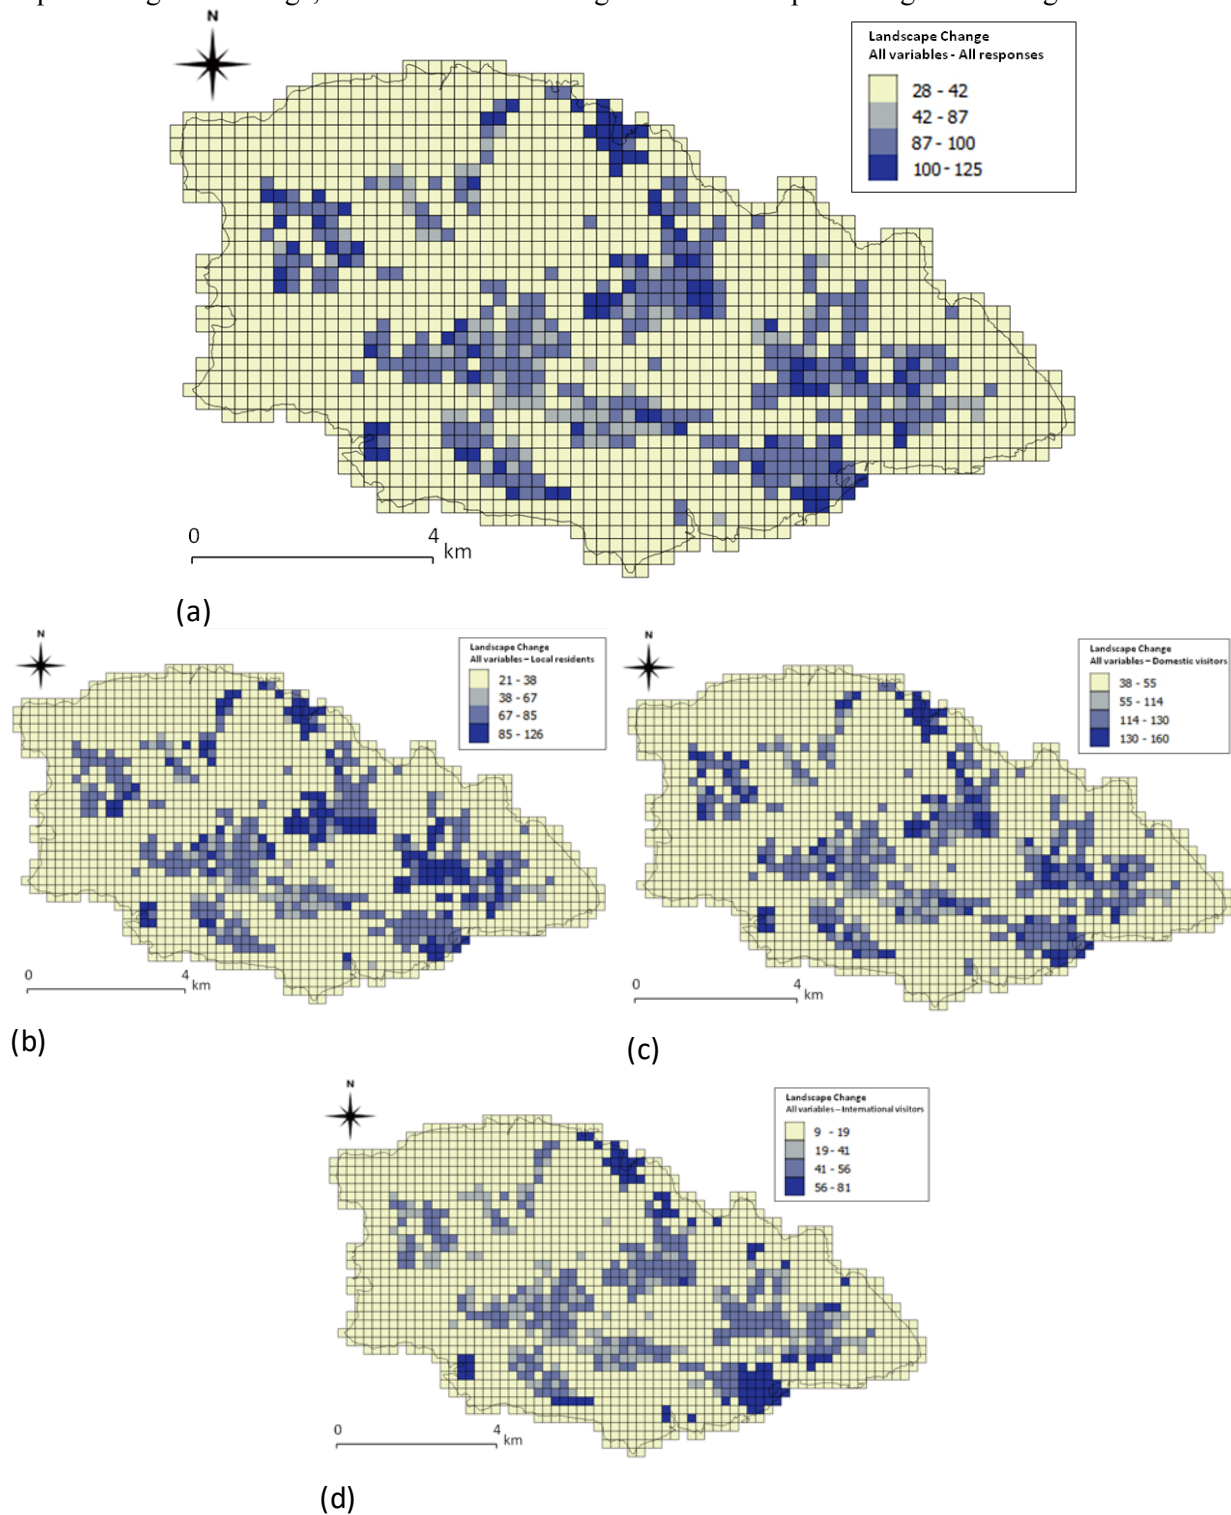 N
Landscape Change
All variables - All responses
28 - 42
42 - 87
87 - 100
100 - 125
0 4
km
(a)
N
Landscape Change
All variables – Local residents
21 - 38
38 - 67
67 - 85
85 - 126
0 4
km
(b)
N
Landscape Change
All variables – Domestic visitors
38 - 55
55 - 114
114 - 130
130 - 160
0 4
km
(c)
N
Landscape Change
All variables – International visitors
9 - 19
19 - 41
41 - 56
56 - 81
0 4
km
(d)